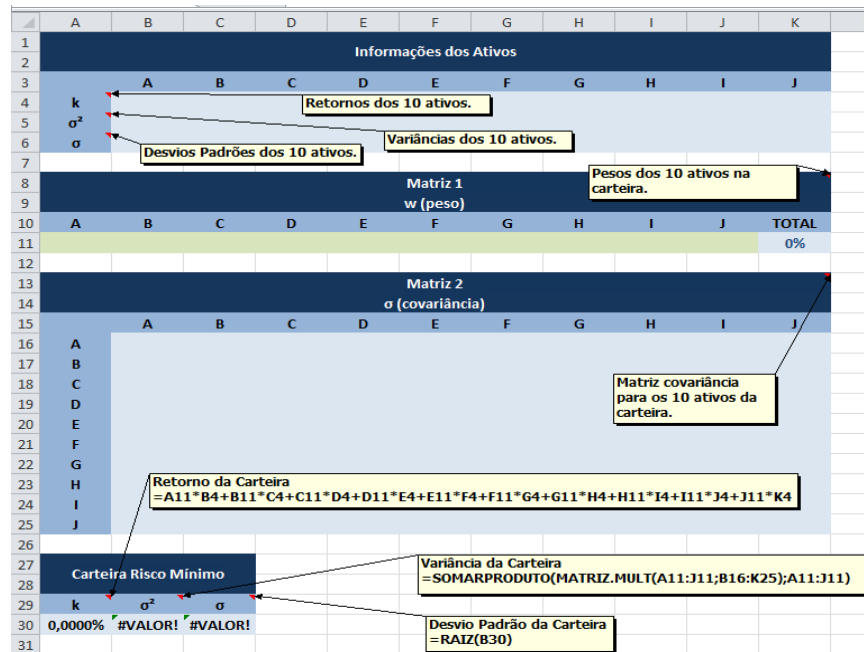 A B C D E F G H I J K
1
Informações dos Ativos
2
3 A B C D E F G H I J
4 k Retornos dos 10 ativos.
5 σ² Variâncias dos 10 ativos.
6 σ Desvios Padrões dos 10 ativos.
7
Pesos dos 10 ativos na
carteira.
8 Matriz 1
9 w (peso)
10 A B C D E F G H I J TOTAL
11 0%
12
13 Matriz 2
14 σ (covariância)
15 A B C D E F G H I J
16 A
17 B
18 C
19 D
20 E
21 F
22 G
23 H
24 I
25 J
Matriz covariância
para os 10 ativos da
carteira.
Retorno da Carteira
=A11*B4+B11*C4+C11*D4+D11*E4+E11*F4+F11*G4+G11*H4+H11*I4+I11*J4+J11*K4
26
27
Carteira Risco Mínimo
28
Variância da Carteira
=SOMARPRODUTO(MATRIZ.MULT(A11:J11;B16:K25);A11:J11)
29 k σ² σ
30 0,0000% #VALOR! #VALOR!
Desvio Padrão da Carteira
=RAIZ(B30)
31